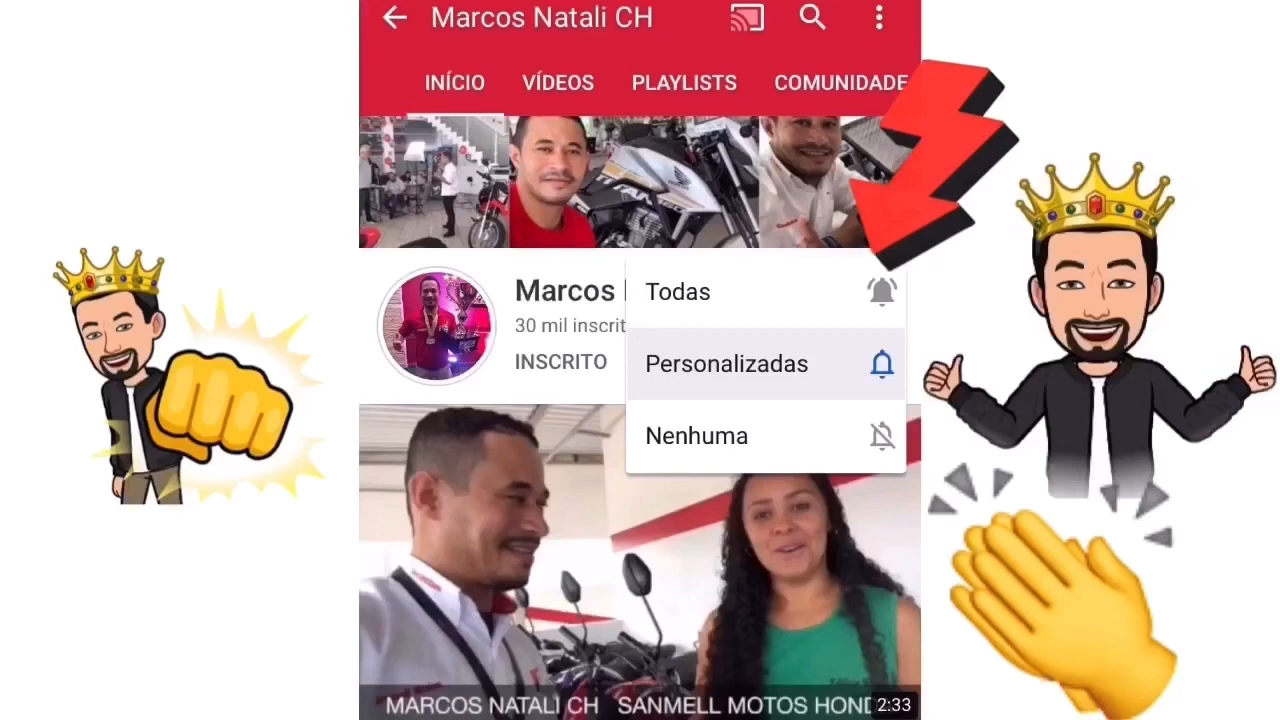 Marcos Natali CH
INÍCIO VÍDEOS PLAYLISTS COMUNIDADE
Marcos
30 mil inscrit
INSCRITO
Todas
Personalizadas
Nenhuma
MARCOS NATALI CH SANMELL MOTOS HOND
2:33